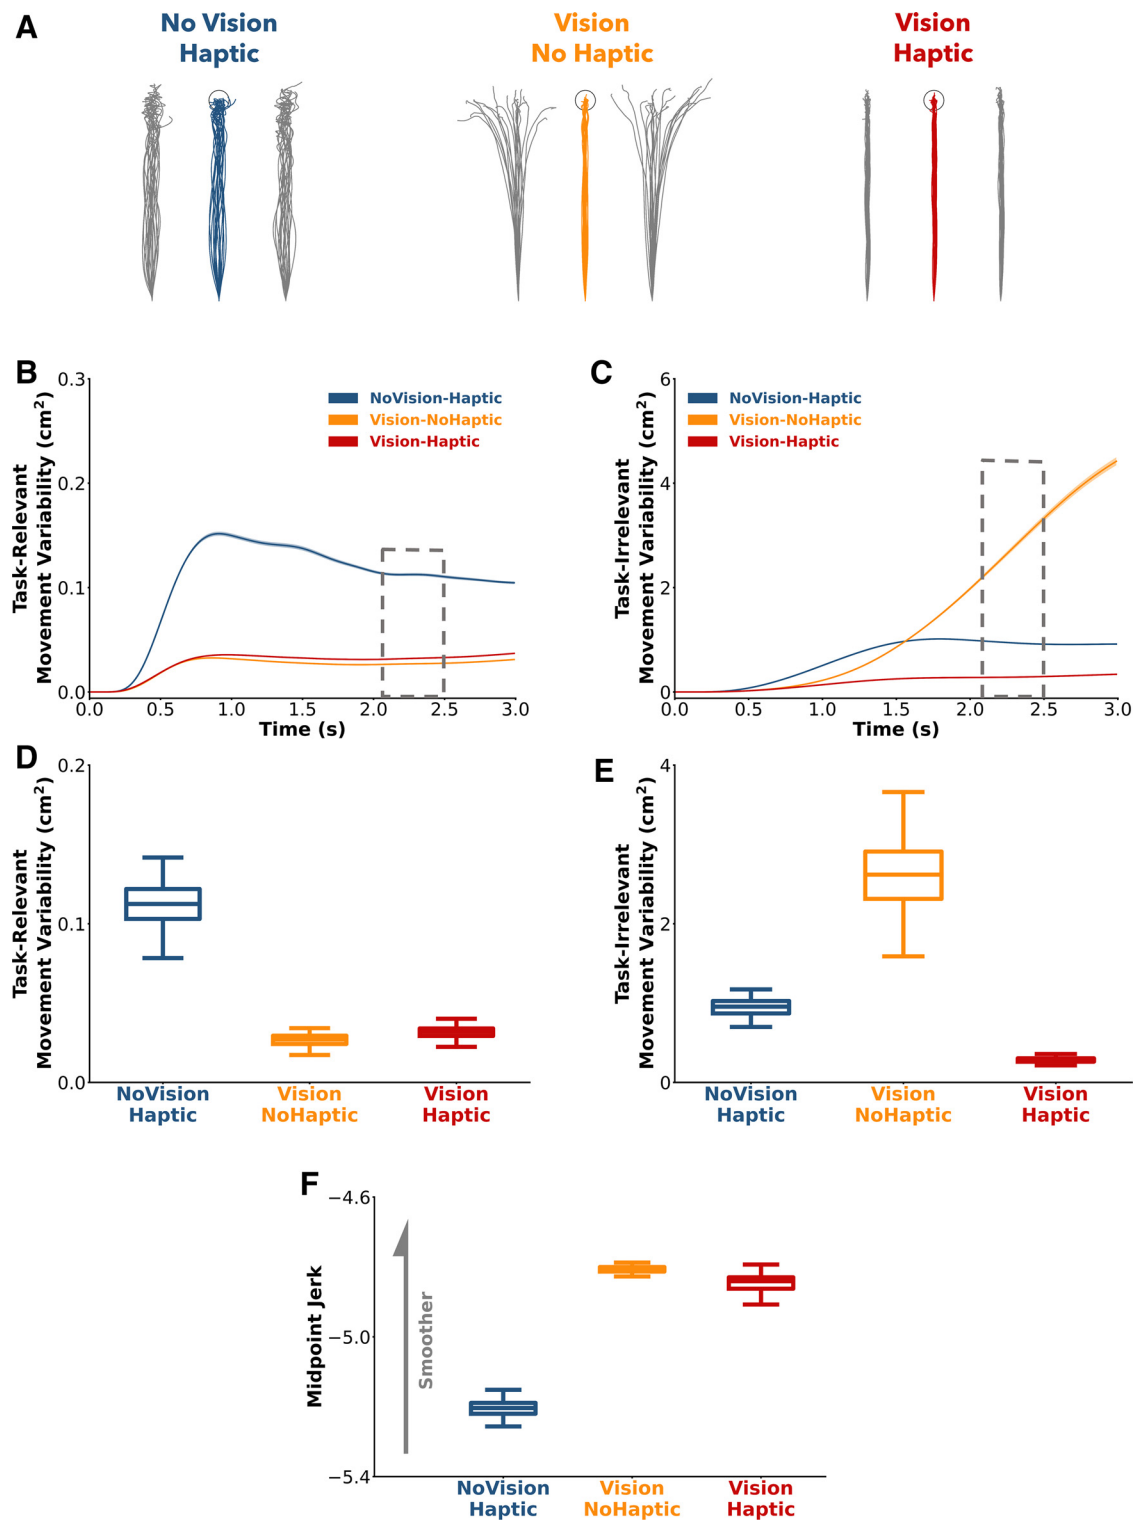 A
No Vision
Haptic
Vision
No Haptic
Vision
Haptic
B
Task-Relevant
Movement Variability (cm²)
0.3
0.2
0.1
0.0
NoVision-Haptic
Vision-NoHaptic
Vision-Haptic
0.0 0.5 1.0 1.5 2.0 2.5 3.0
Time (s)
C
Task-Irrelevant
Movement Variability (cm²)
6
4
2
0
NoVision-Haptic
Vision-NoHaptic
Vision-Haptic
0.0 0.5 1.0 1.5 2.0 2.5 3.0
Time (s)
D
Task-Relevant
Movement Variability (cm²)
0.2
0.1
0.0
NoVision
Haptic
Vision
NoHaptic
Vision
Haptic
E
Task-Irrelevant
Movement Variability (cm²)
4
2
0
NoVision
Haptic
Vision
NoHaptic
Vision
Haptic
F
Midpoint Jerk
−4.6
−5.0
−5.4
Smoother
NoVision
Haptic
Vision
NoHaptic
Vision
Haptic